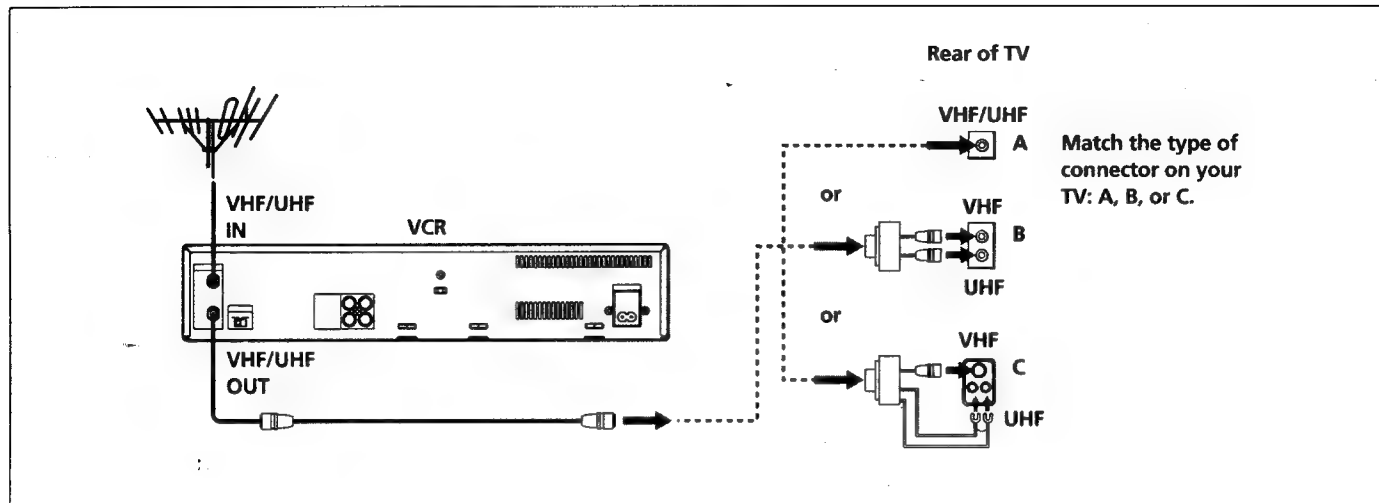 Rear of TV
VHF/UHF
A
Match the type of
connector on your
TV: A, B, or C.
or
VHF
B
UHF
or
VHF
C
UHF
VHF/UHF
IN
VCR
VHF/UHF
OUT